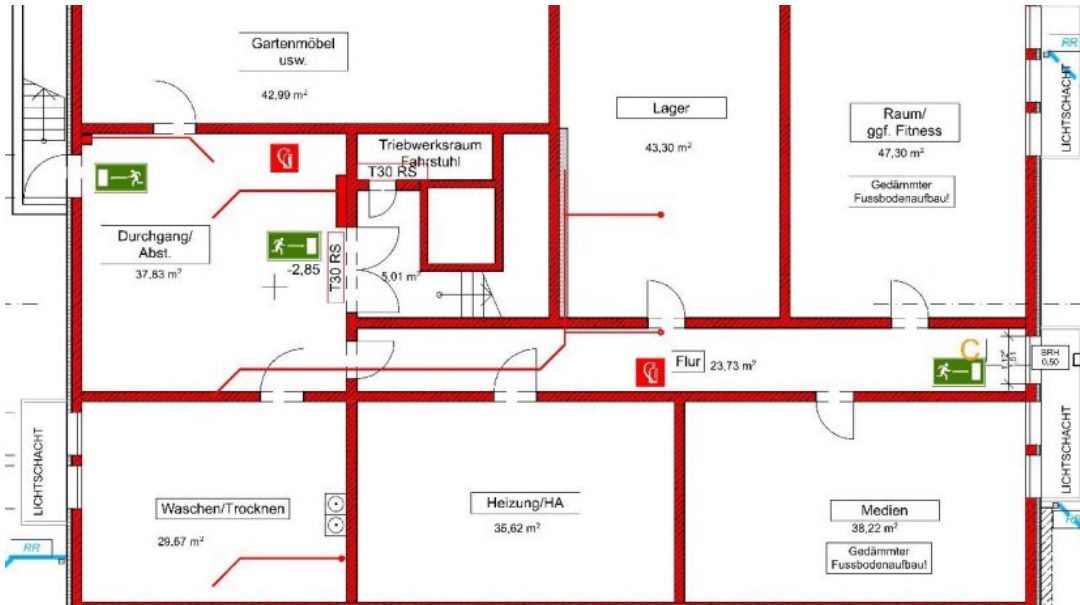 Gartenmöbel
usw.
42,99 m²
Lager
43,30 m²
Raum/
ggf. Fitness
47,30 m²
Gedämmter
Fussbodenaufbau!
RR
LICHTSCHACHT
Triebwerksraum
Fahrstuhl
T30 RS
Durchgang/
Abst.
37,83 m²
-2,85
T30 RS
5,01 m²
Flur
23,73 m²
C
BRH
0,50
LICHTSCHACHT
LICHTSCHACHT
Waschen/Trocknen
29,67 m²
Heizung/HA
35,62 m²
Medien
38,22 m²
Gedämmter
Fussbodenaufbau!
RR